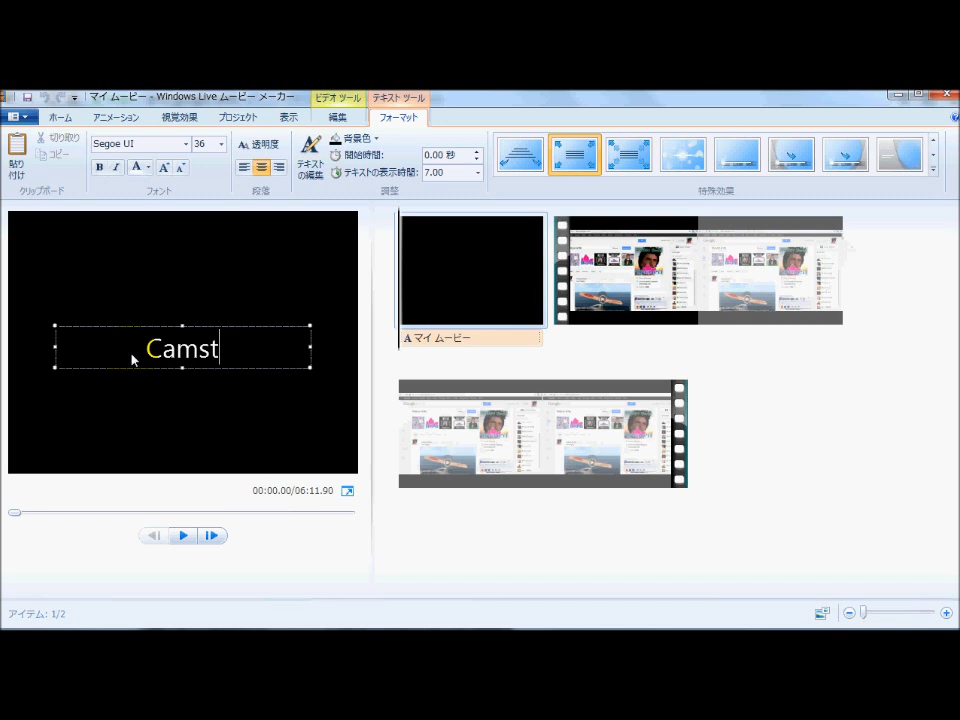 マイ ムービー - Windows Live ムービー メーカー
ビデオ ツール
テキスト ツール
ホーム
アニメーション
視覚効果
プロジェクト
表示
編集
フォーマット
貼り付け
切り取り
コピー
クリップボード
Segoe UI
36
B I A A A
フォント
透明度
段落
テキストの編集
背景色
開始時間:
0.00 秒
テキストの表示時間:
7.00
調整
特殊効果
Camst
A マイ ムービー
00:00.00/06:11.90
アイテム: 1/2